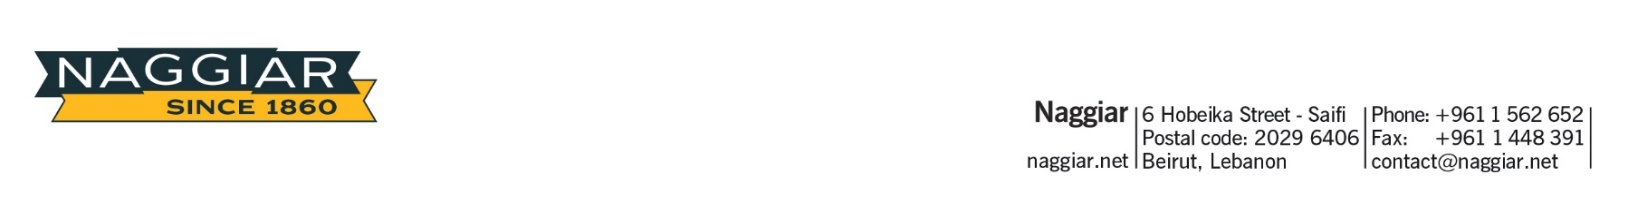 NAGGIAR
SINCE 1860
Naggiar
naggiar.net
6 Hobeika Street - Saifi
Postal code: 2029 6406
Beirut, Lebanon
Phone: +961 1 562 652
Fax: +961 1 448 391
contact@naggiar.net